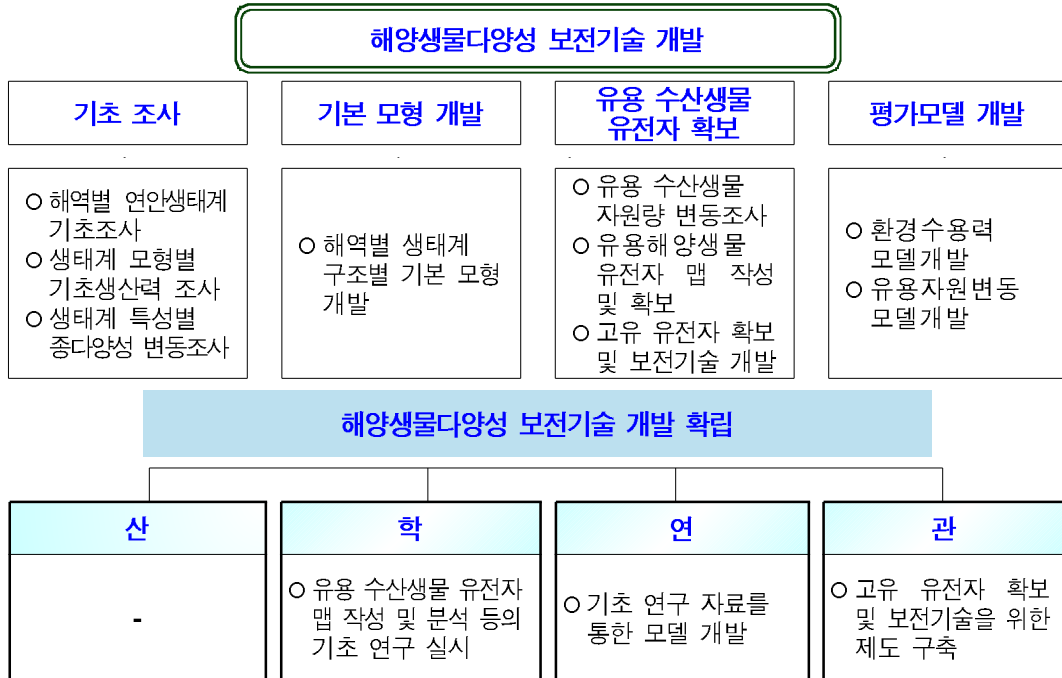 해양생물다양성 보전기술 개발
기초 조사
기본 모형 개발
유용 수산생물
유전자 확보
평가모델 개발
○ 해역별 연안생태계
기초조사
○ 생태계 모형별
기초생산력 조사
○ 생태계 특성별
종다양성 변동조사
○ 해역별 생태계
구조별 기본 모형
개발
○ 유용 수산생물
자원량 변동조사
○ 유용해양생물
유전자 맵 작성
및 확보
○ 고유 유전자 확보
및 보전기술 개발
○ 환경수용력
모델개발
○ 유용자원변동
모델개발
해양생물다양성 보전기술 개발 확립
산
학
연
관
-
○ 유용 수산생물 유전자
맵 작성 및 분석 등의
기초 연구 실시
○ 기초 연구 자료를
통한 모델 개발
○ 고유 유전자 확보
및 보전기술을 위한
제도 구축